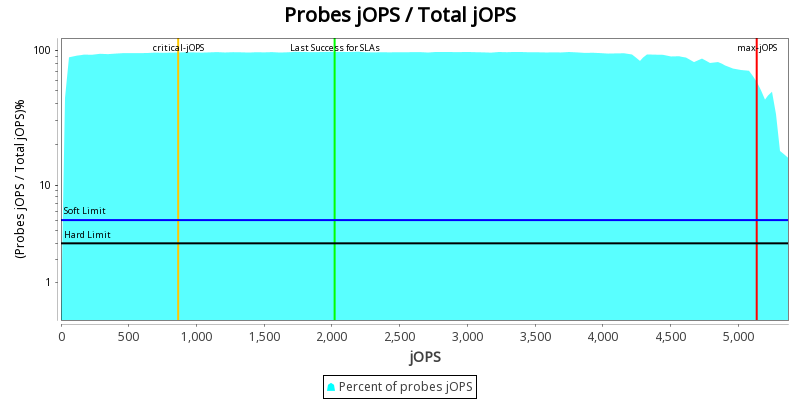 Probes jOPS / Total jOPS
(Probes jOPS / Total jOPS)%
100
10
1
critical-jOPS
Last Success for SLAs
max-jOPS
Soft Limit
Hard Limit
0
500
1,000
1,500
2,000
2,500
3,000
3,500
4,000
4,500
5,000
jOPS
Percent of probes jOPS